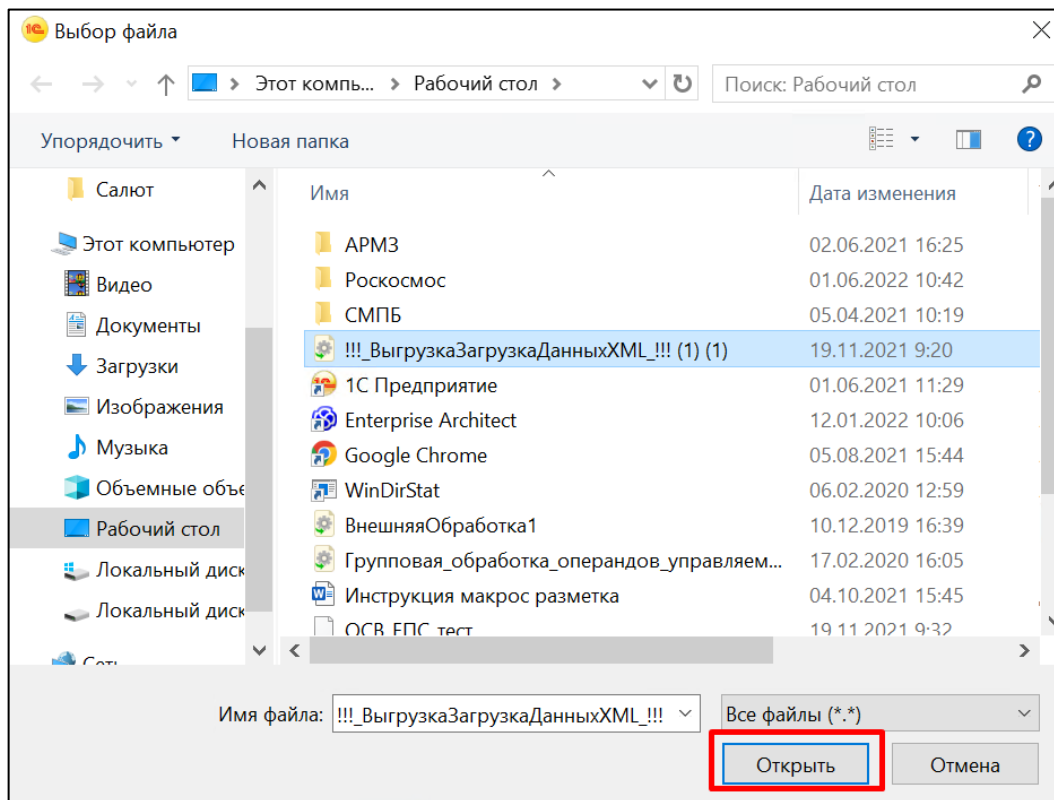 1С Выбор файла
Этот компь... > Рабочий стол >
Поиск: Рабочий стол
Упорядочить
Новая папка
?
Салют
Этот компьютер
Видео
Документы
Загрузки
Изображения
Музыка
Объемные объе
Рабочий стол
Локальный диск
Локальный диск
Сеть
Имя
Дата изменения
АРМЗ 02.06.2021 16:25
Роскосмос 01.06.2022 10:42
СМПБ 05.04.2021 10:19
!!!_ВыгрузкаЗагрузкаДанныхXML_!!! (1) (1) 19.11.2021 9:20
1С Предприятие 01.06.2021 11:29
Enterprise Architect 12.01.2022 10:06
Google Chrome 05.08.2021 15:44
WinDirStat 06.02.2020 12:59
ВнешняяОбработка1 10.12.2019 16:39
Групповая_обработка_операндов_управляем... 17.02.2020 16:05
Инструкция макрос разметка 04.10.2021 15:45
ОСВ_ЕПС_тест 19.11.2021 9:32
Имя файла: !!!_ВыгрузкаЗагрузкаДанныхXML_!!!
Все файлы (*.*)
Открыть
Отмена